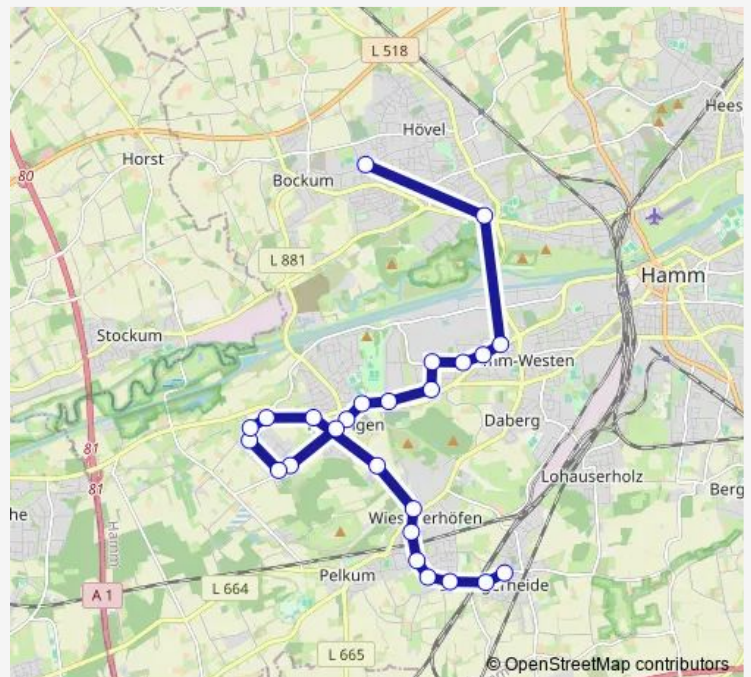 L 518
Hees
Hövel
Horst
80
Bockum
L 881
Hamm
Stockum
mm-Westen
gen
Daberg
81
81
Lohauserholz
Berg
he
Wies
erhöfen
Hamm
Pelkum
erheide
A 1
L 664
L 665
© OpenStreetMap contributors